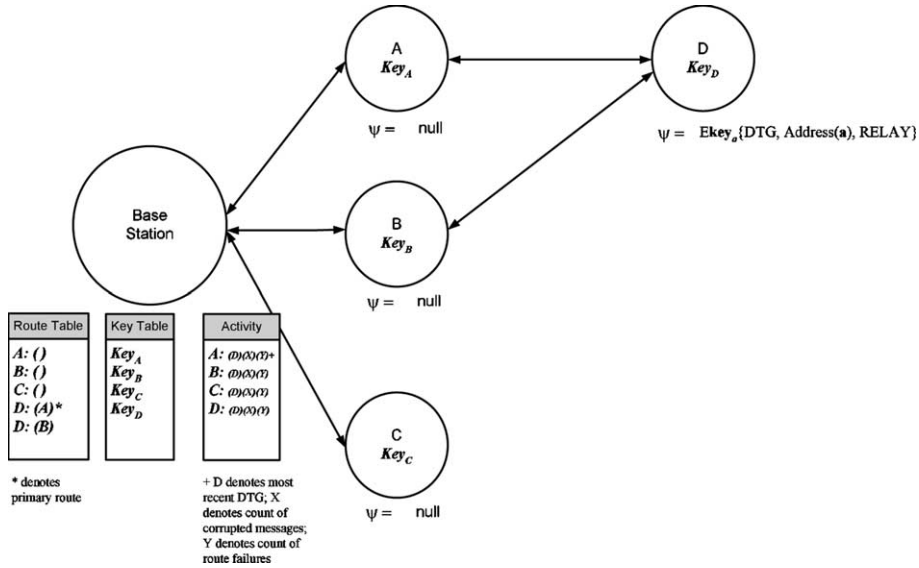 A
Key_A
ψ = null
D
Key_D
ψ = Ekey_a{DTG, Address(a), RELAY}
Base
Station
B
Key_B
ψ = null
Route Table
A: ( )
B: ( )
C: ( )
D: (A)*
D: (B)
* denotes
primary route
Key Table
Key_A
Key_B
Key_C
Key_D
Activity
A: (D)(X)(Y)+
B: (D)(X)(Y)
C: (D)(X)(Y)
D: (D)(X)(Y)
+ D denotes most
recent DTG; X
denotes count of
corrupted messages;
Y denotes count of
route failures
C
Key_C
ψ = null